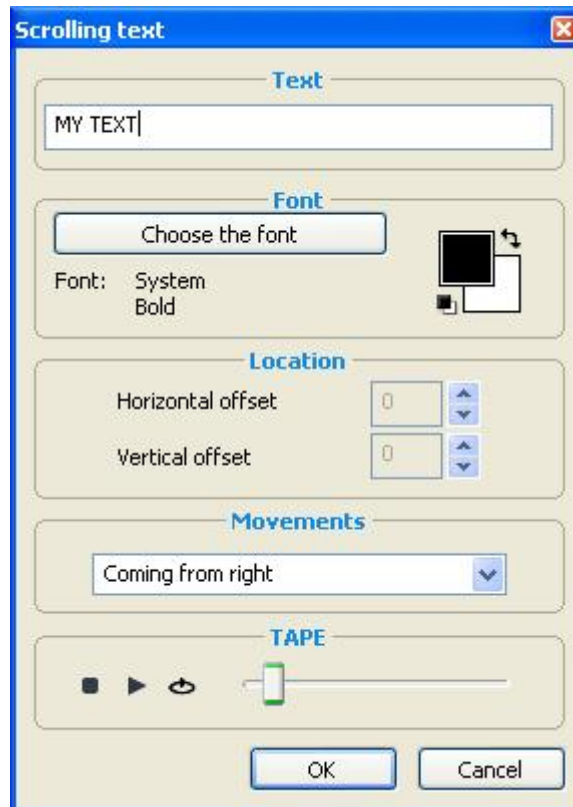 Scrolling text
Text
MY TEXT
Font
Choose the font
Font: System
Bold
Location
Horizontal offset 0
Vertical offset 0
Movements
Coming from right
TAPE
OK Cancel